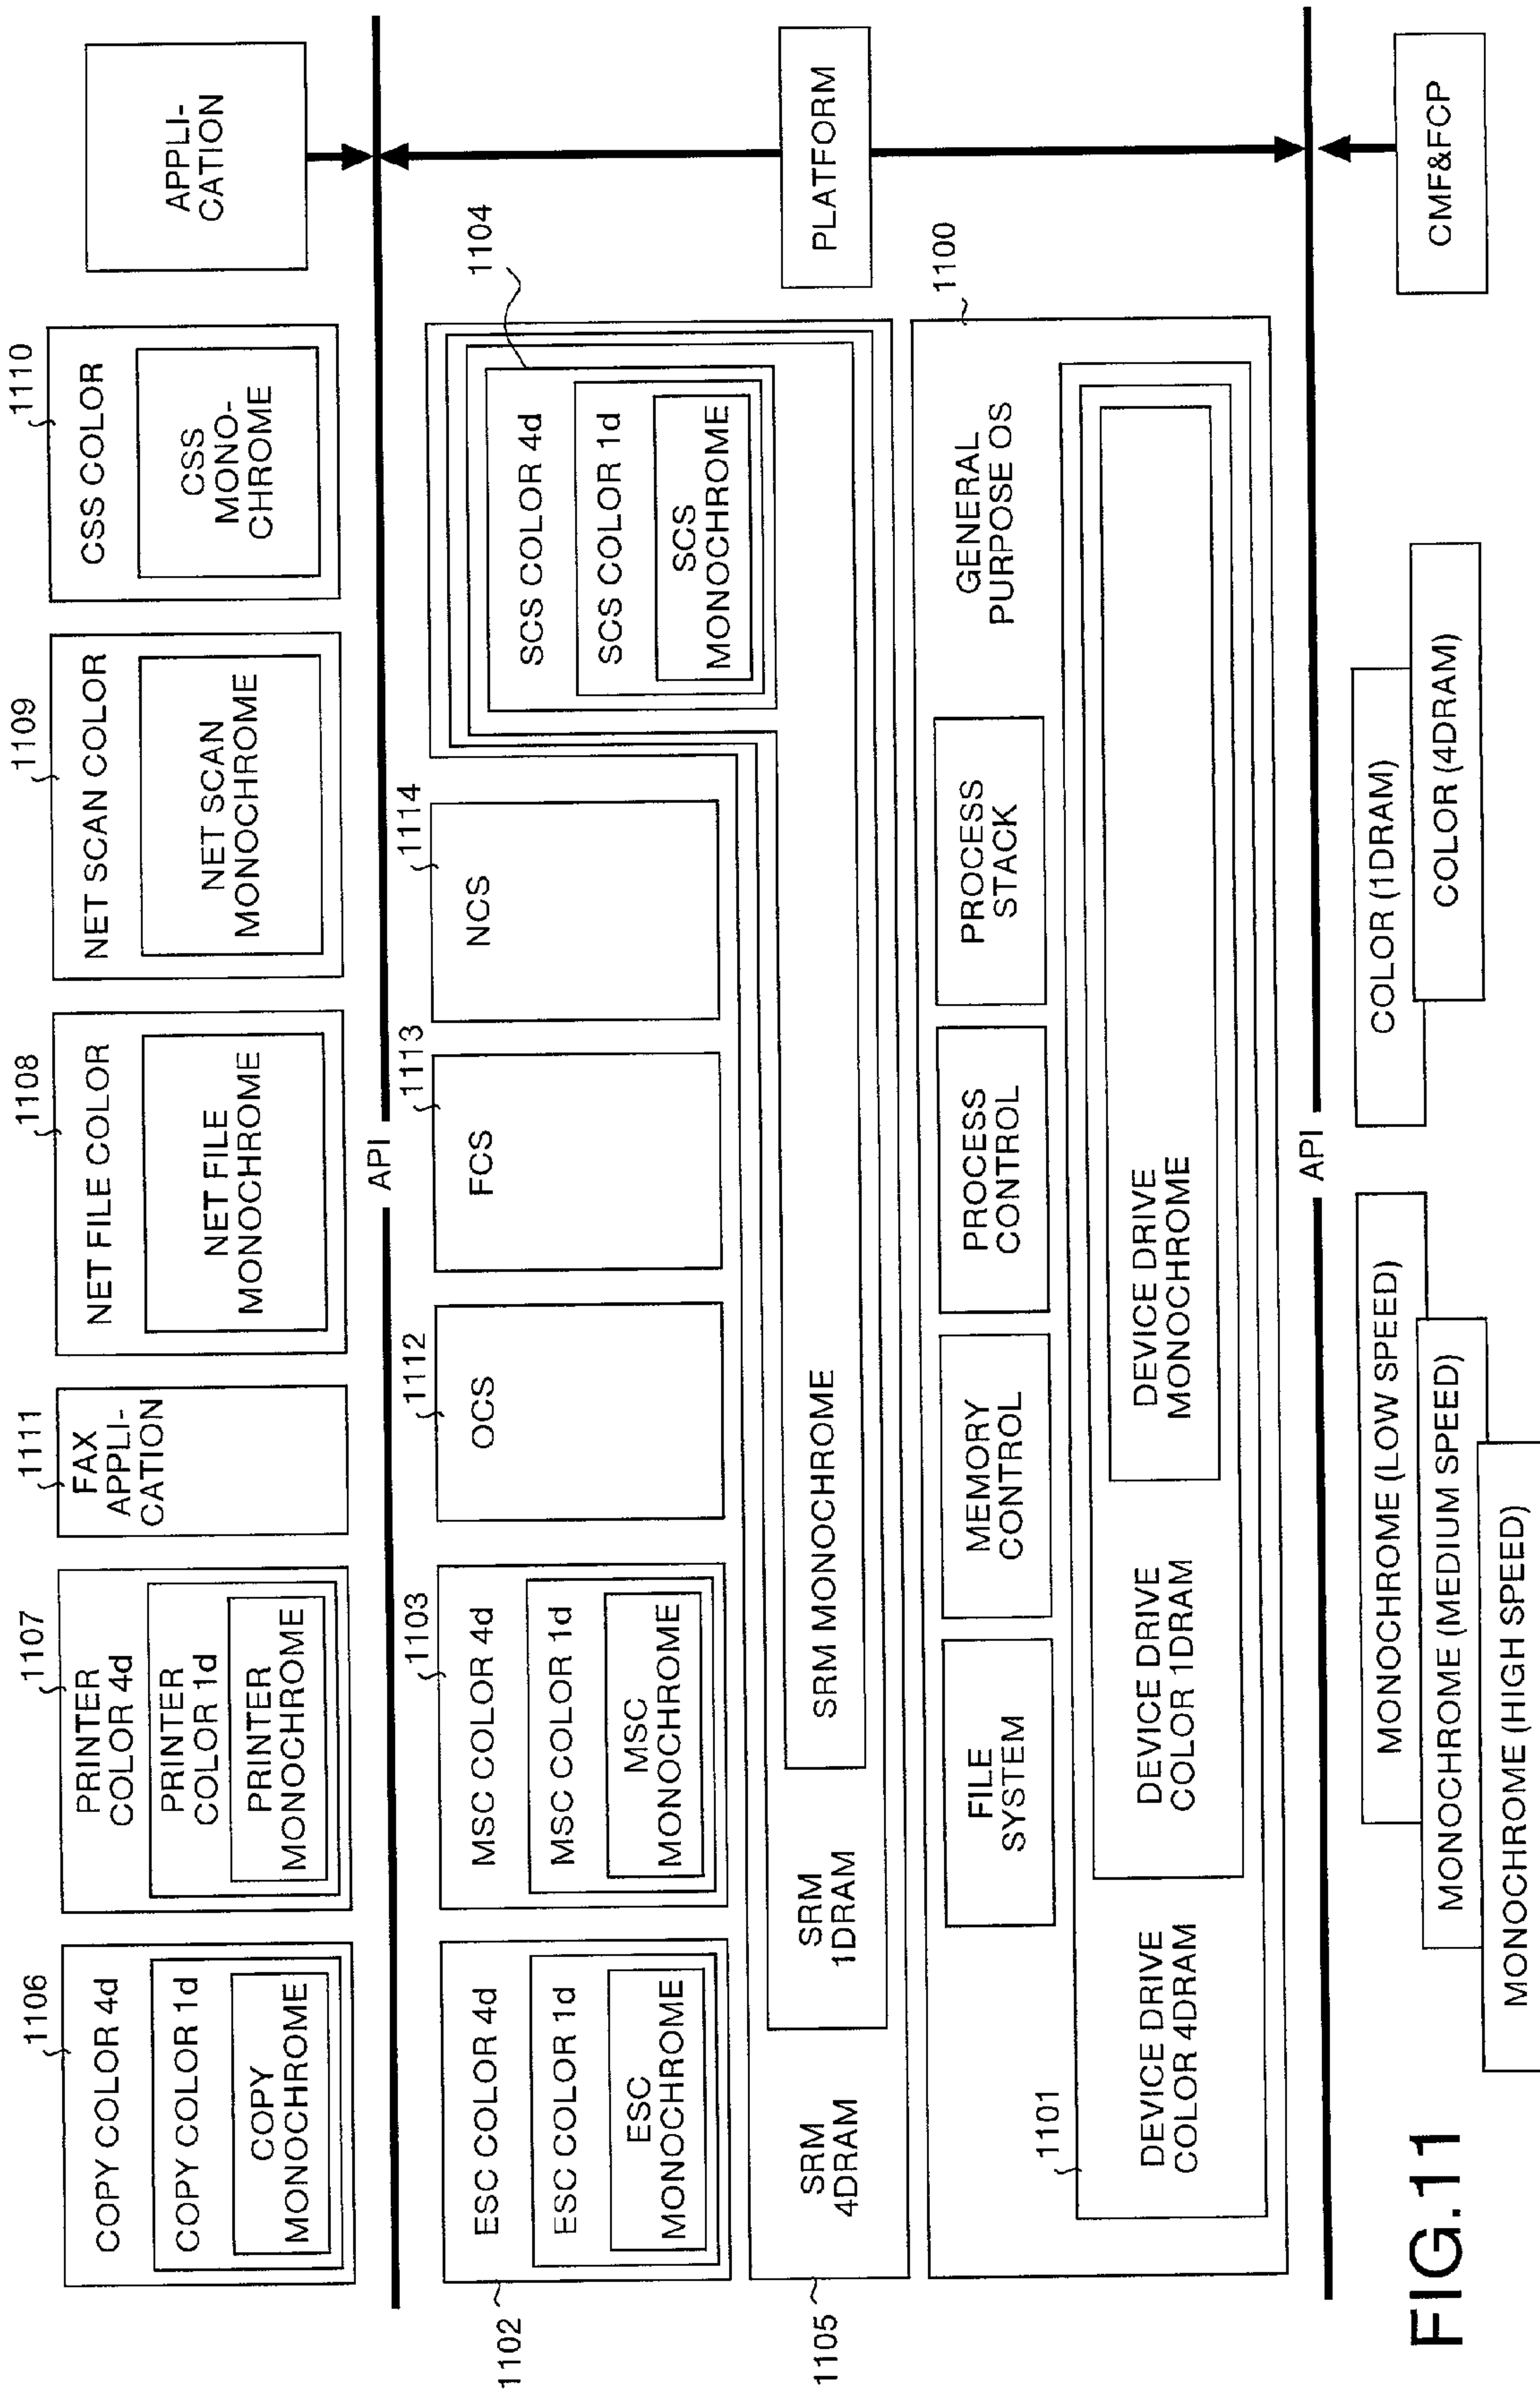 1106
COPY COLOR 4d
COPY COLOR 1d
COPY
MONOCHROME
1107
PRINTER
COLOR 4d
PRINTER
COLOR 1d
PRINTER
MONOCHROME
1111
FAX
APPLI-
CATION
1108
NET FILE COLOR
NET FILE
MONOCHROME
1109
NET SCAN COLOR
NET SCAN
MONOCHROME
1110
CSS COLOR
CSS
MONO-
CHROME
APPLI-
CATION
API
1102
ESC COLOR 4d
ESC COLOR 1d
ESC
MONOCHROME
1103
MSC COLOR 4d
MSC COLOR 1d
MSC
MONOCHROME
1112
OCS
1113
FCS
1114
NCS
1104
SCS COLOR 4d
SCS COLOR 1d
SCS
MONOCHROME
1105
SRM
4DRAM
SRM
1DRAM
SRM MONOCHROME
PLATFORM
1100
FILE
SYSTEM
MEMORY
CONTROL
PROCESS
CONTROL
PROCESS
STACK
GENERAL
PURPOSE OS
1101
DEVICE DRIVE
COLOR 4DRAM
DEVICE DRIVE
COLOR 1DRAM
DEVICE DRIVE
MONOCHROME
API
MONOCHROME (LOW SPEED)
MONOCHROME (MEDIUM SPEED)
MONOCHROME (HIGH SPEED)
COLOR (1DRAM)
COLOR (4DRAM)
CMF&FCP
FIG.11